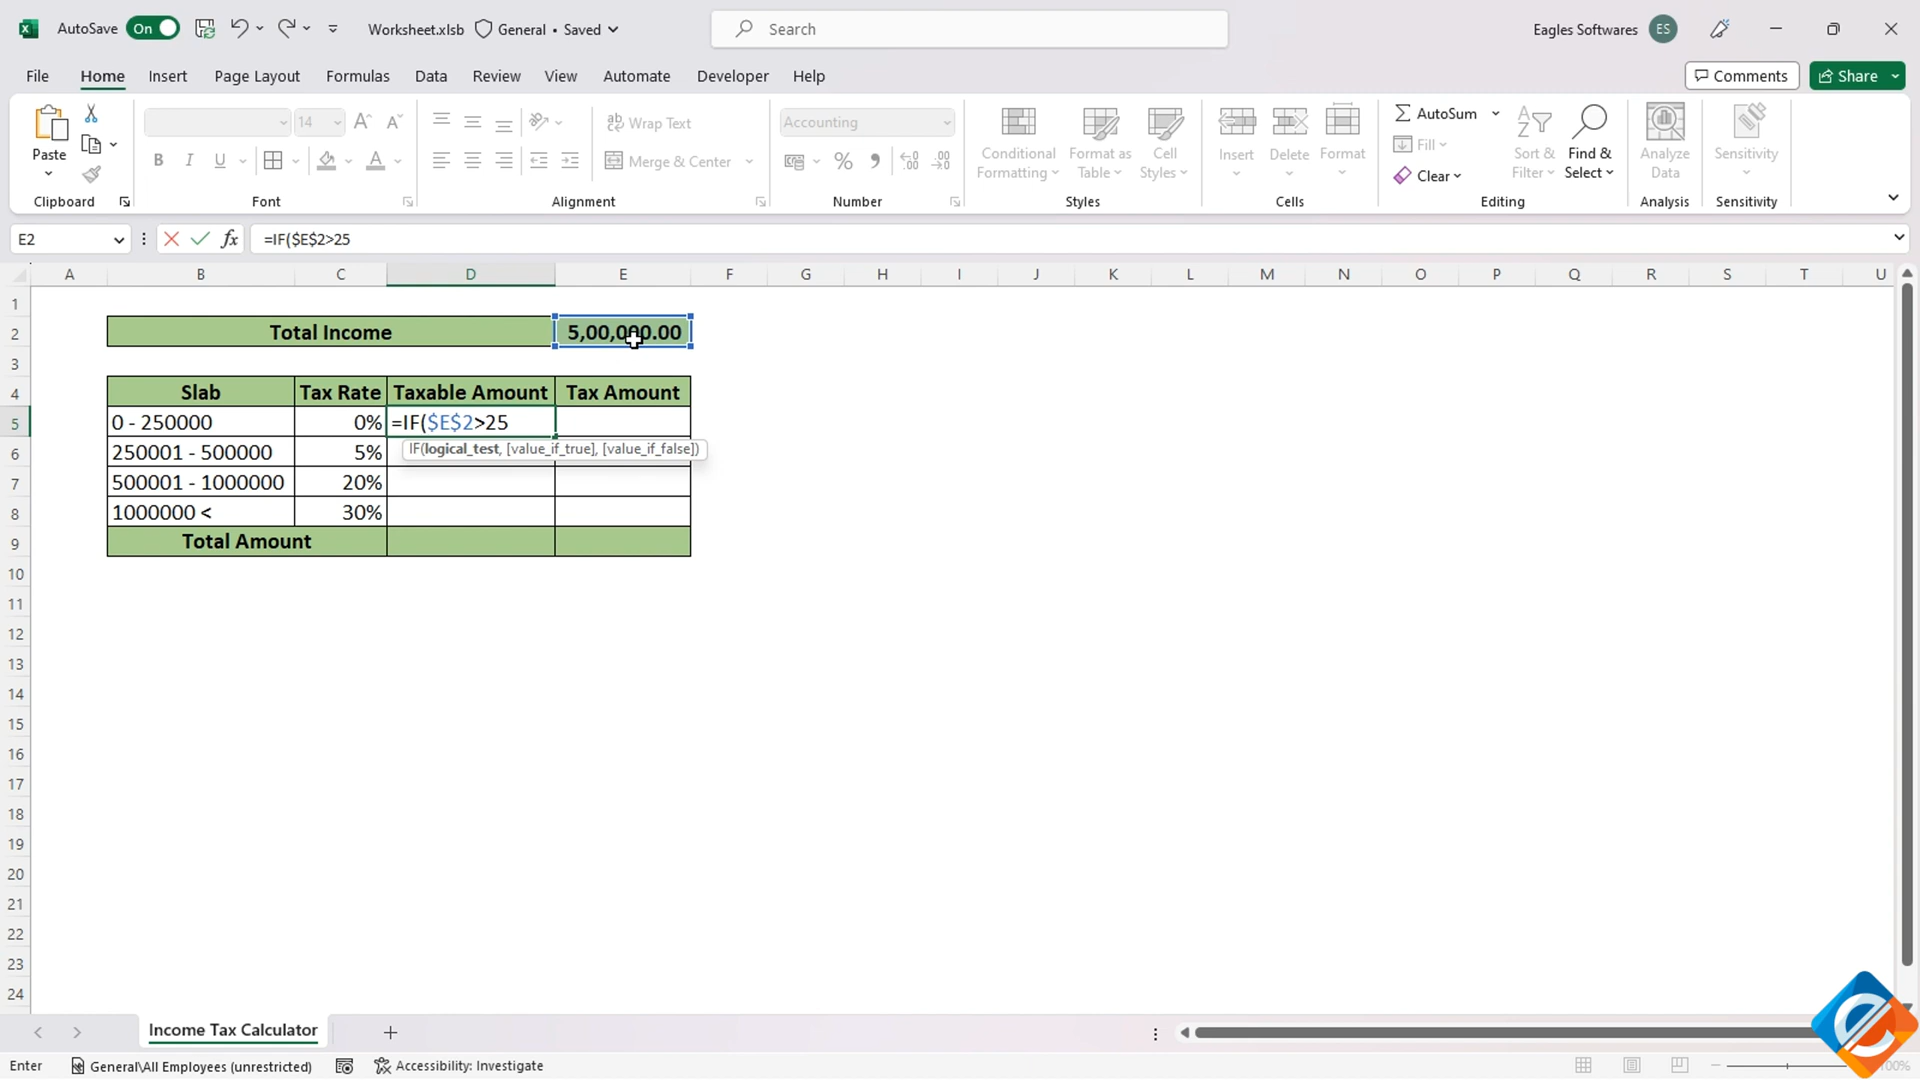 AutoSave On Worksheet.xlsb General • Saved Search Eagles Softwares ES
File Home Insert Page Layout Formulas Data Review View Automate Developer Help Comments Share
Paste
14
Wrap Text
Merge & Center
Accounting
Conditional Formatting
Format as Table
Cell Styles
Insert
Delete
Format
AutoSum
Fill
Clear
Sort & Filter
Find & Select
Analyze Data
Sensitivity
Clipboard Font Alignment Number Styles Cells Editing Analysis Sensitivity
E2 fx =IF($E$2>25
A B C D E F G H I J K L M N O P Q R S T U
1
2 Total Income 5,00,000.00
3
4 Slab Tax Rate Taxable Amount Tax Amount
5 0 - 250000 0% =IF($E$2>25
IF(logical_test, [value_if_true], [value_if_false])
6 250001 - 500000 5%
7 500001 - 1000000 20%
8 1000000 < 30%
9 Total Amount
10
11
12
13
14
15
16
17
18
19
20
21
22
23
24
Income Tax Calculator
Enter General\All Employees (unrestricted) Accessibility: Investigate